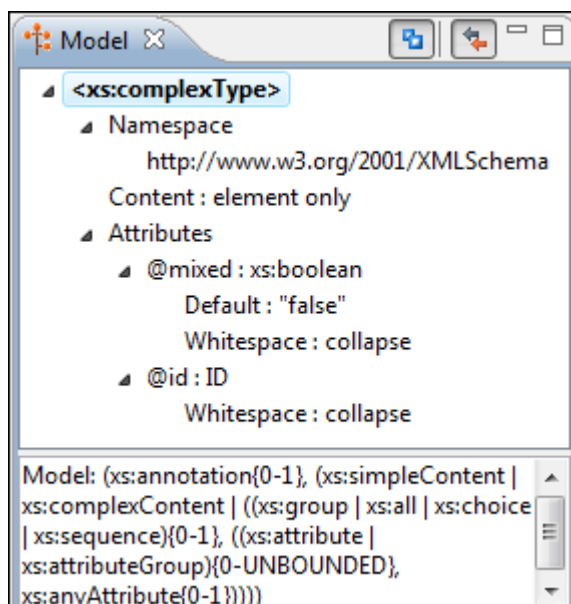 Model
<xs:complexType>
Namespace
http://www.w3.org/2001/XMLSchema
Content : element only
Attributes
@mixed : xs:boolean
Default : "false"
Whitespace : collapse
@id : ID
Whitespace : collapse
Model: (xs:annotation{0-1}, (xs:simpleContent |
xs:complexContent | ((xs:group | xs:all | xs:choice
| xs:sequence){0-1}, ((xs:attribute |
xs:attributeGroup){0-UNBOUNDED},
xs:anyAttribute{0-1}))))